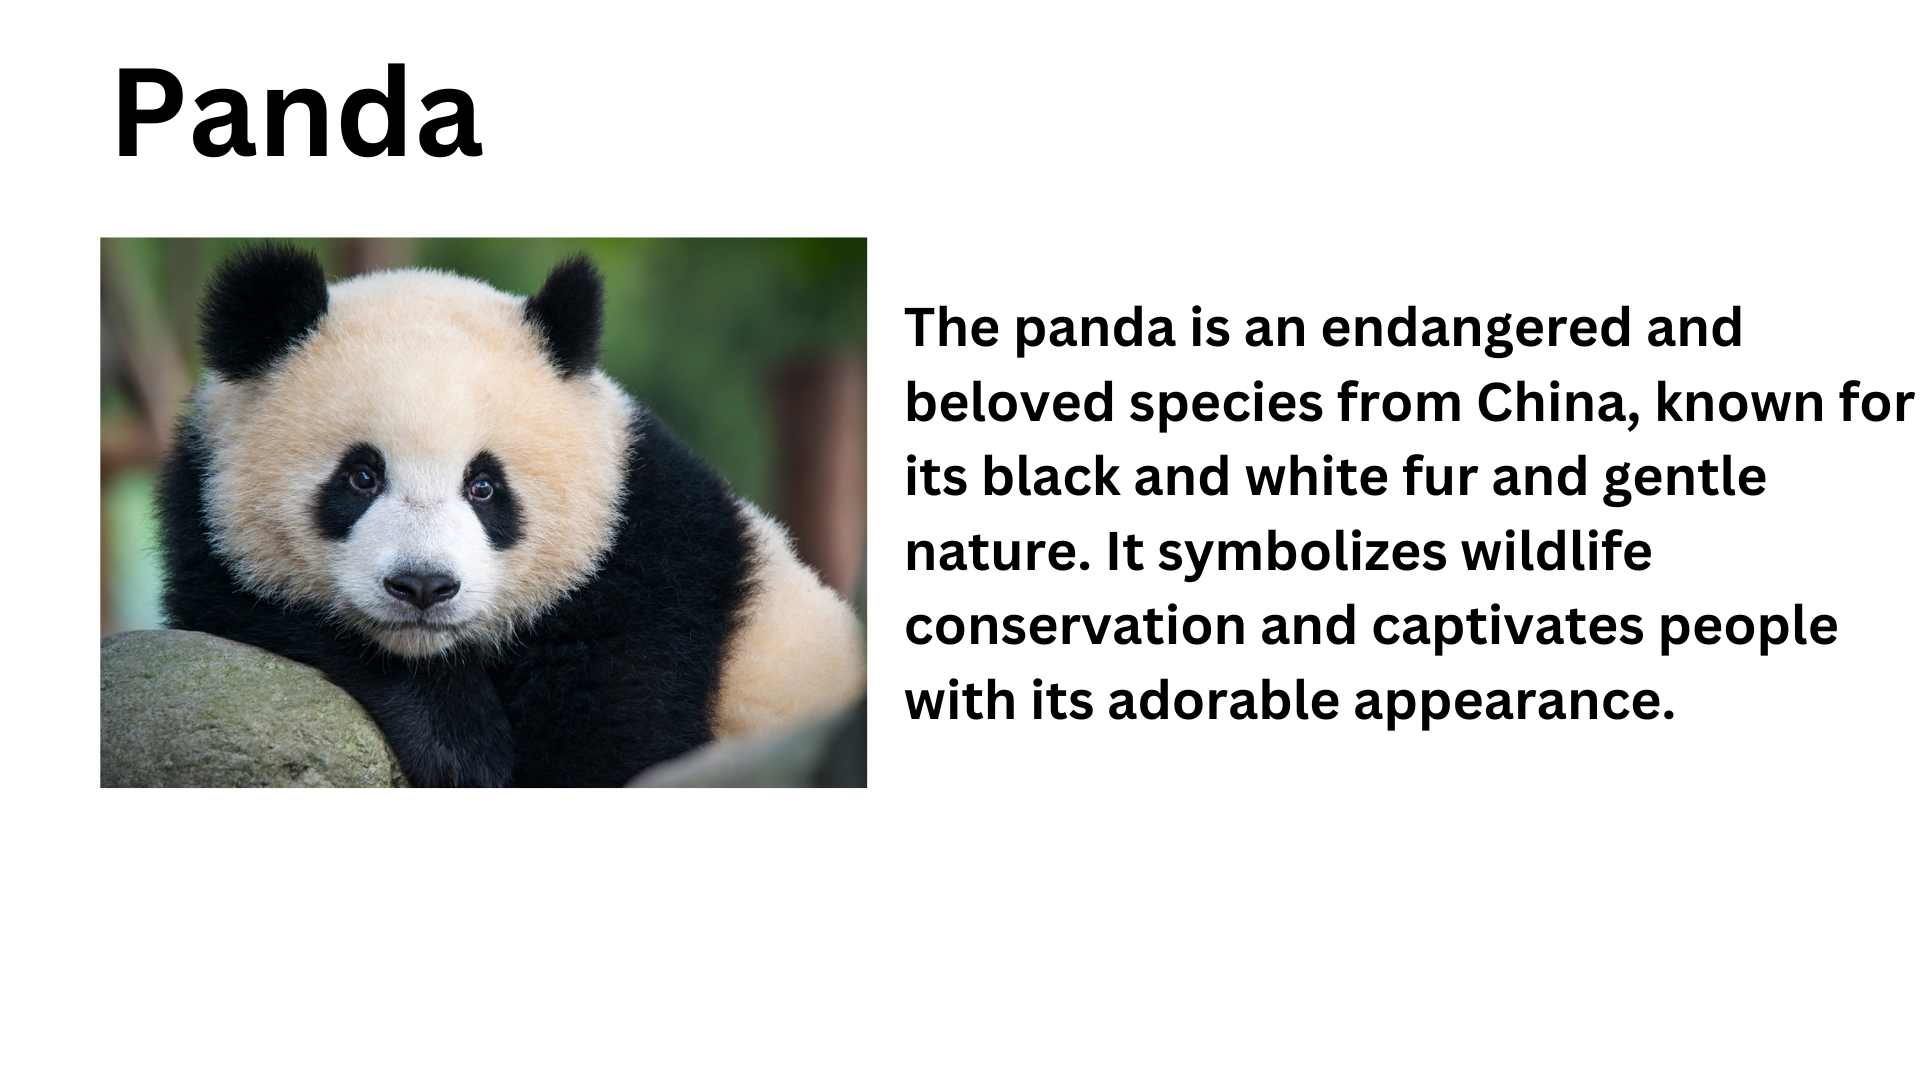 Panda
The panda is an endangered and
beloved species from China, known for
its black and white fur and gentle
nature. It symbolizes wildlife
conservation and captivates people
with its adorable appearance.